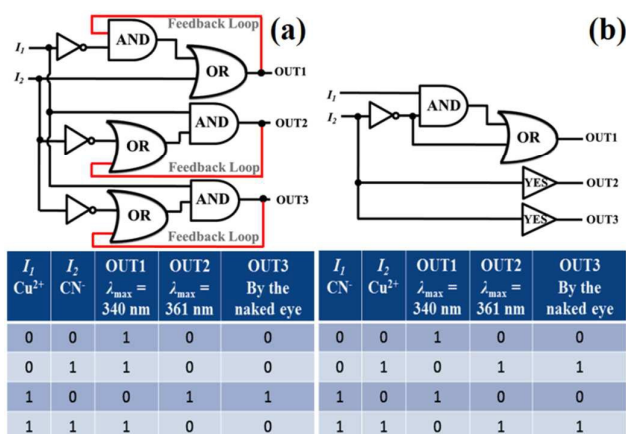 Feedback Loop
(a)
I1
AND
OR
OUT1
I2
AND
OUT2
OR
Feedback Loop
AND
OUT3
OR
Feedback Loop
(b)
I1
AND
I2
OR
OUT1
YES
OUT2
YES
OUT3
I1 Cu2+ I2 CN- OUT1 λmax = 340 nm OUT2 λmax = 361 nm OUT3 By the naked eye
0 0 1 0 0
0 1 1 0 0
1 0 0 1 1
1 1 1 0 0
I1 CN- I2 Cu2+ OUT1 λmax = 340 nm OUT2 λmax = 361 nm OUT3 By the naked eye
0 0 1 0 0
0 1 0 1 1
1 0 1 0 0
1 1 0 1 1